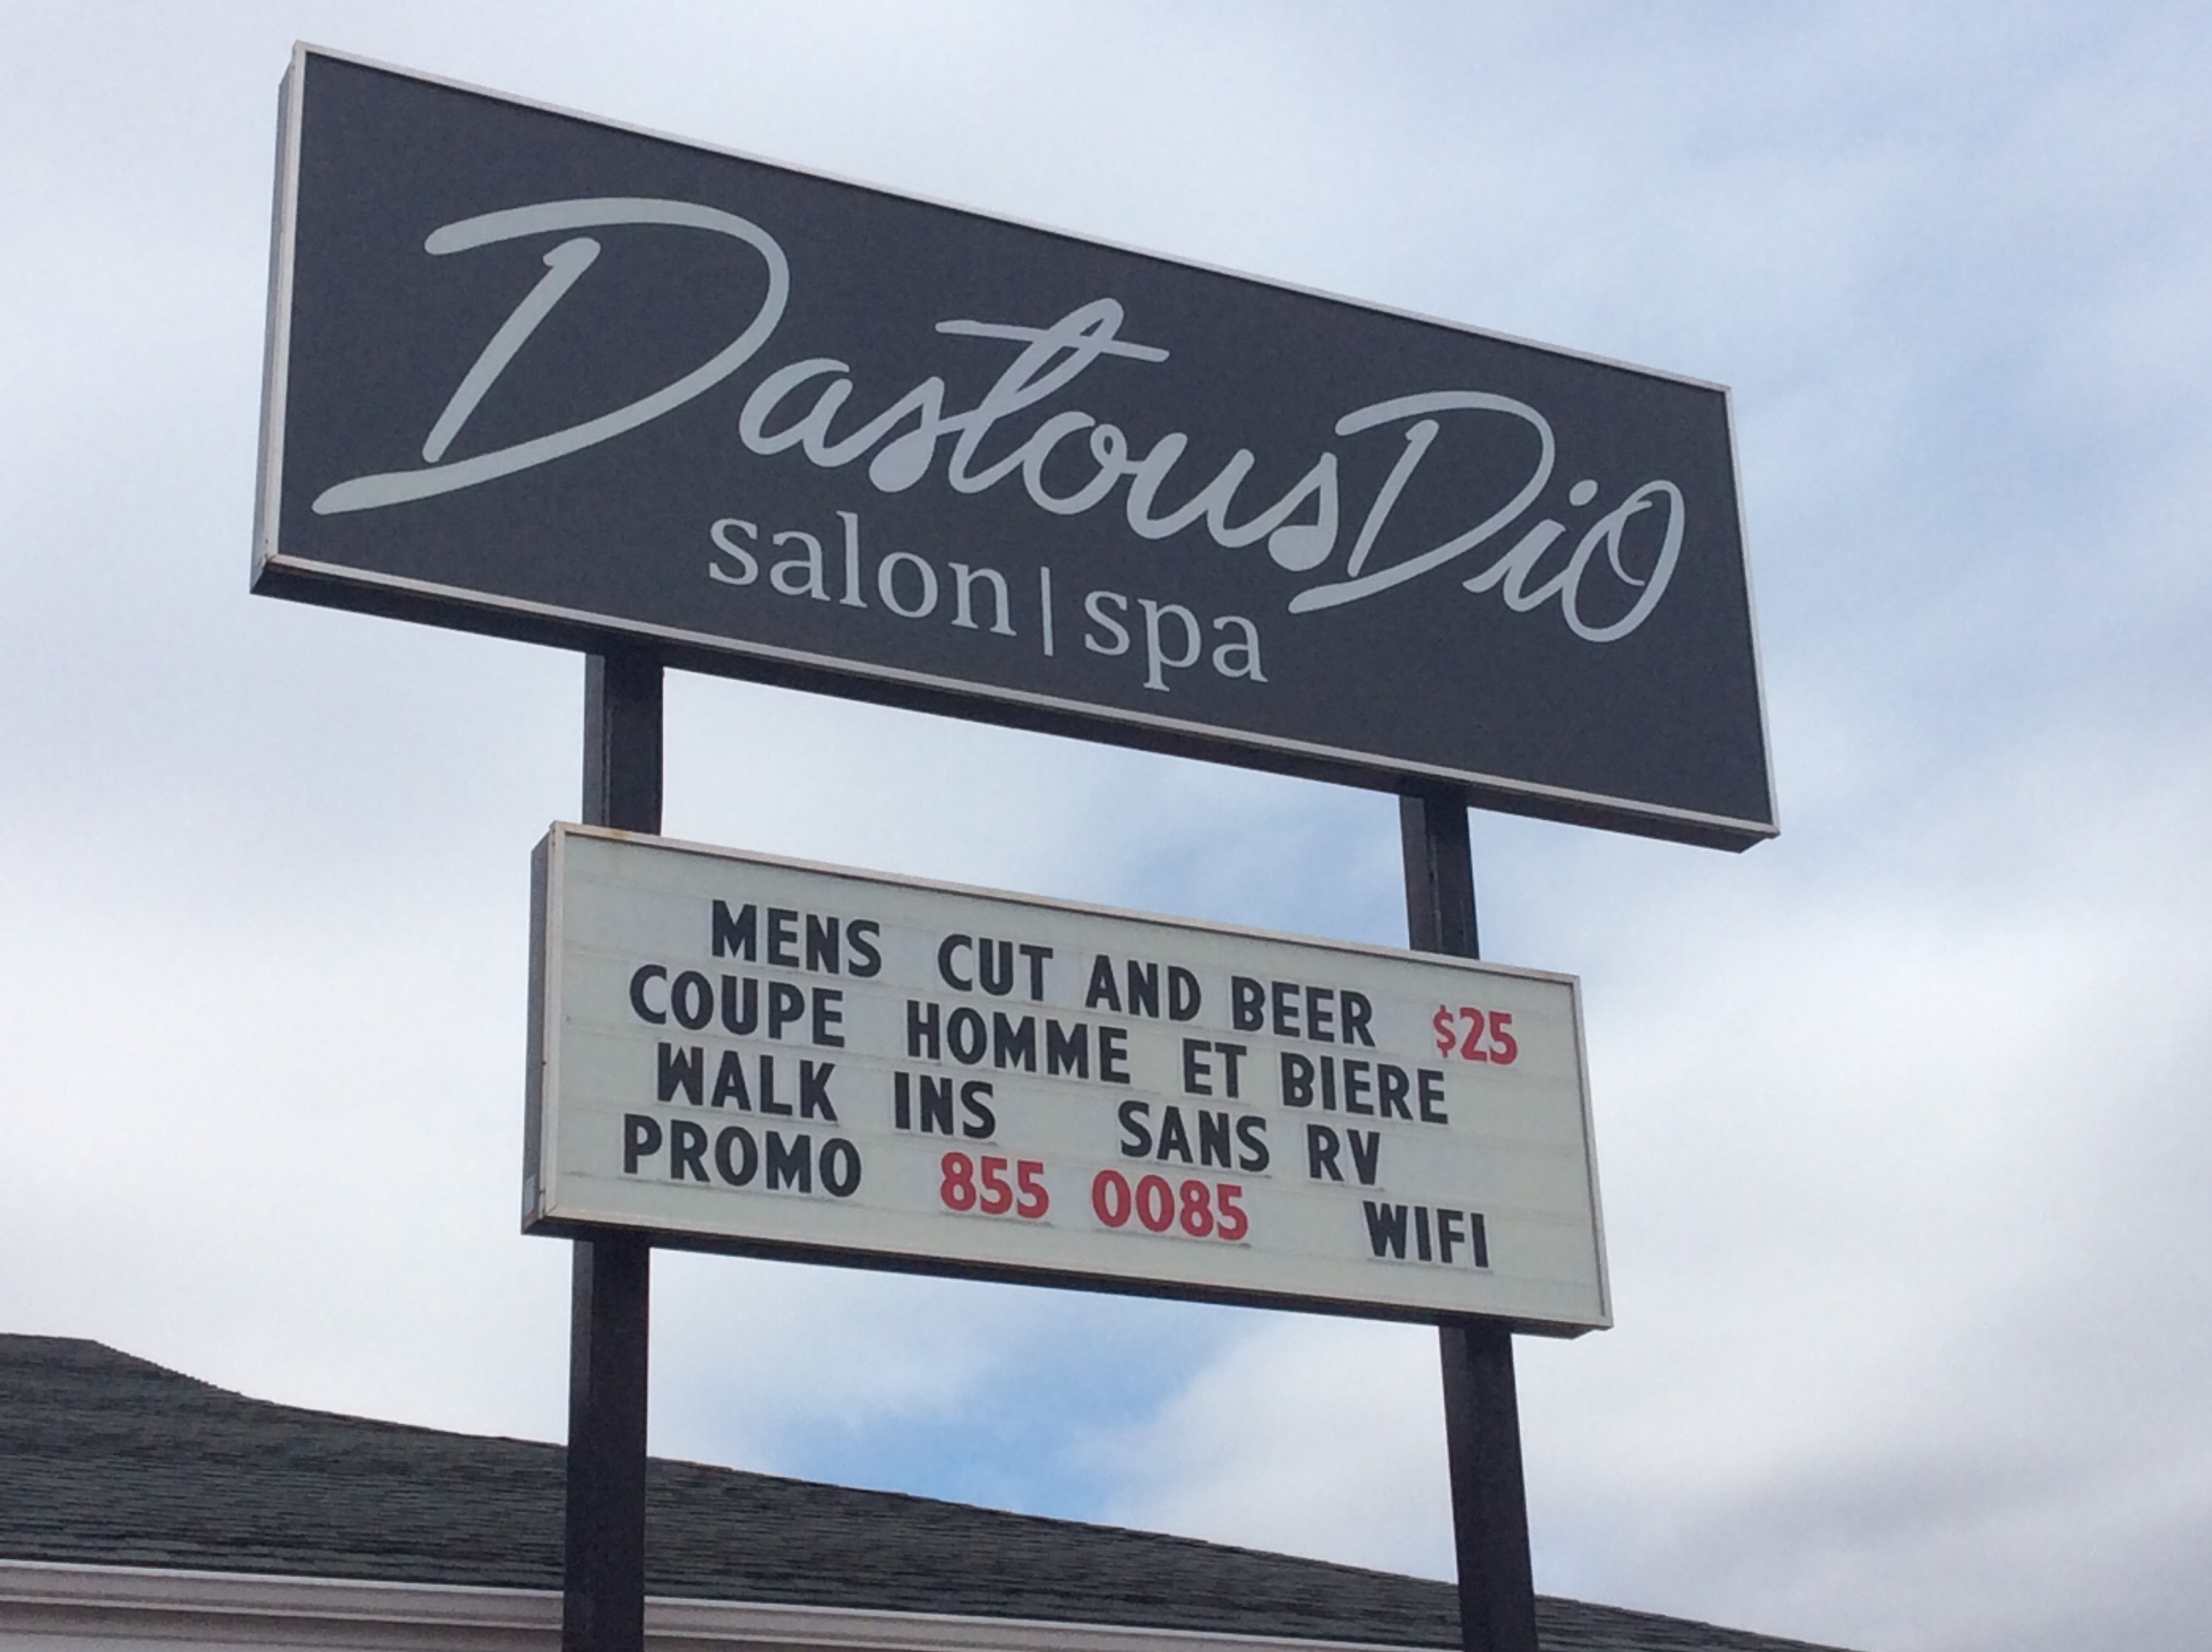 DastousDiO
salon | spa
MENS CUT AND BEER $25
COUPE HOMME ET BIERE
WALK INS SANS RV
PROMO 855 0085 WIFI